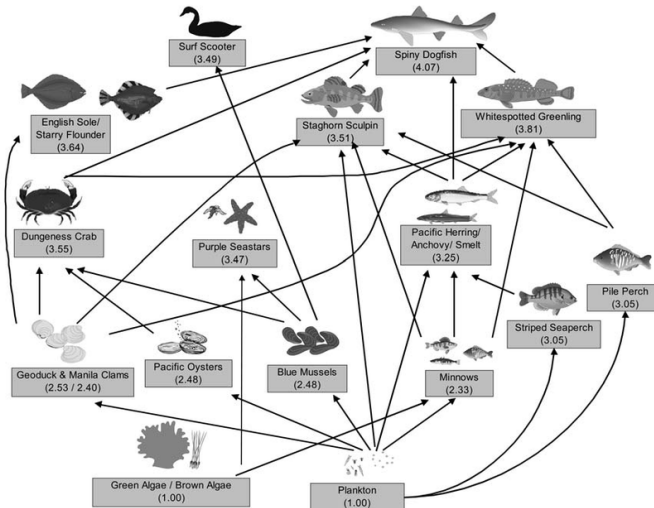 Surf Scooter
(3.49)
Spiny Dogfish
(4.07)
English Sole/
Starry Flounder
(3.64)
Staghorn Sculpin
(3.51)
Whitespotted Greenling
(3.81)
Dungeness Crab
(3.55)
Purple Seastars
(3.47)
Pacific Herring/
Anchovy/ Smelt
(3.25)
Pile Perch
(3.05)
Striped Seaperch
(3.05)
Geoduck & Manila Clams
(2.53 / 2.40)
Pacific Oysters
(2.48)
Blue Mussels
(2.48)
Minnows
(2.33)
Green Algae / Brown Algae
(1.00)
Plankton
(1.00)